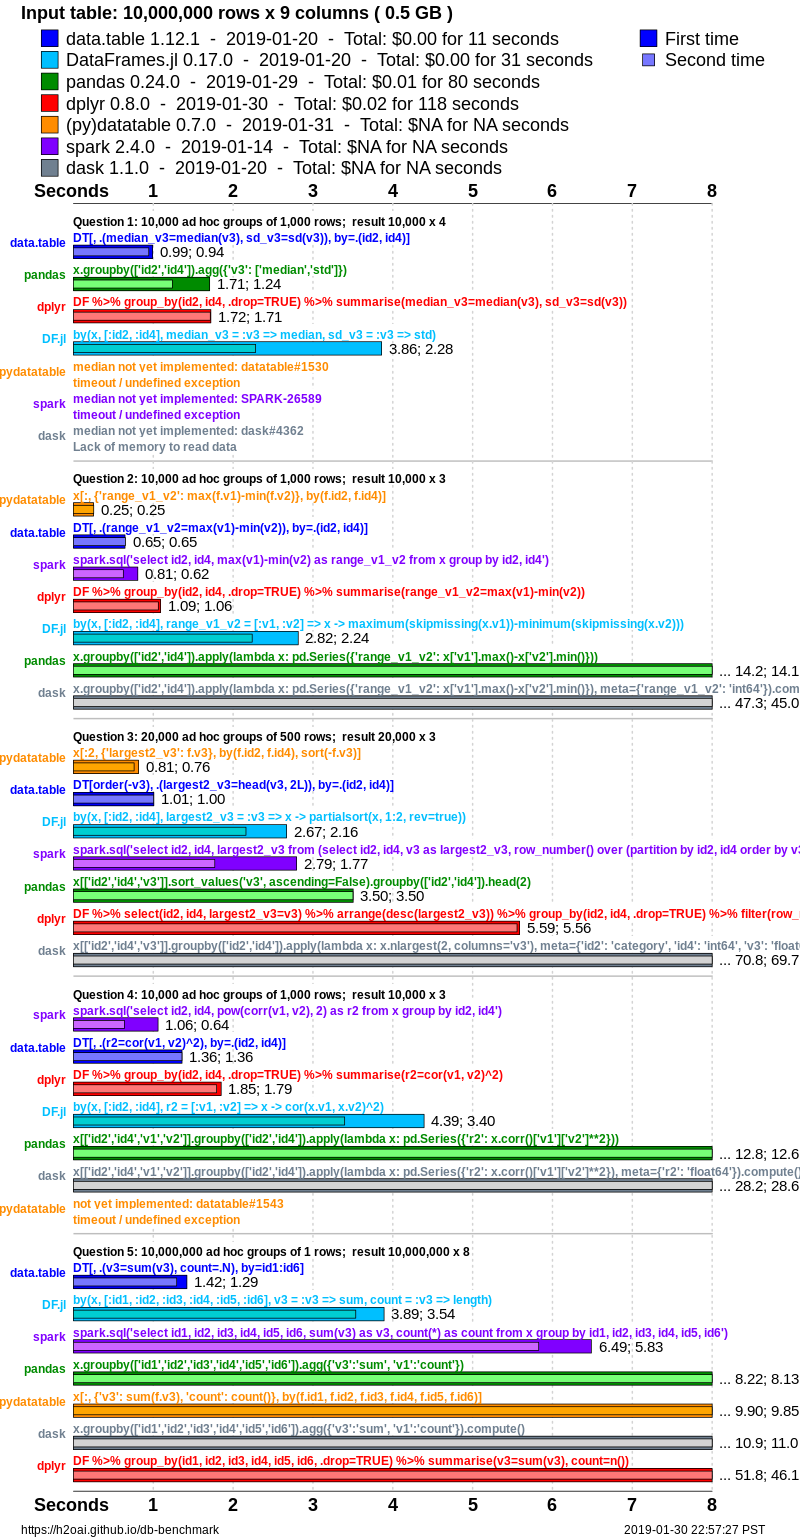 Input table: 10,000,000 rows x 9 columns ( 0.5 GB )
data.table 1.12.1 - 2019-01-20 - Total: $0.00 for 11 seconds
First time
DataFrames.jl 0.17.0 - 2019-01-20 - Total: $0.00 for 31 seconds
Second time
pandas 0.24.0 - 2019-01-29 - Total: $0.01 for 80 seconds
dplyr 0.8.0 - 2019-01-30 - Total: $0.02 for 118 seconds
(py)datatable 0.7.0 - 2019-01-31 - Total: $NA for NA seconds
spark 2.4.0 - 2019-01-14 - Total: $NA for NA seconds
dask 1.1.0 - 2019-01-20 - Total: $NA for NA seconds
Seconds 1 2 3 4 5 6 7 8
Question 1: 10,000 ad hoc groups of 1,000 rows; result 10,000 x 4
data.table DT[, .(median_v3=median(v3), sd_v3=sd(v3)), by=.(id2, id4)]
0.99; 0.94
pandas x.groupby(['id2','id4']).agg({'v3': ['median','std']})
1.71; 1.24
dplyr DF %>% group_by(id2, id4, .drop=TRUE) %>% summarise(median_v3=median(v3), sd_v3=sd(v3))
1.72; 1.71
DF.jl by(x, [:id2, :id4], median_v3 = :v3 => median, sd_v3 = :v3 => std)
3.86; 2.28
pydatatable median not yet implemented: datatable#1530
timeout / undefined exception
spark median not yet implemented: SPARK-26589
timeout / undefined exception
dask median not yet implemented: dask#4362
Lack of memory to read data
Question 2: 10,000 ad hoc groups of 1,000 rows; result 10,000 x 3
pydatatable x[:, {'range_v1_v2': max(f.v1)-min(f.v2)}, by(f.id2, f.id4)]
0.25; 0.25
data.table DT[, .(range_v1_v2=max(v1)-min(v2)), by=.(id2, id4)]
0.65; 0.65
spark spark.sql('select id2, id4, max(v1)-min(v2) as range_v1_v2 from x group by id2, id4')
0.81; 0.62
dplyr DF %>% group_by(id2, id4, .drop=TRUE) %>% summarise(range_v1_v2=max(v1)-min(v2))
1.09; 1.06
DF.jl by(x, [:id2, :id4], range_v1_v2 = [:v1, :v2] => x -> maximum(skipmissing(x.v1))-minimum(skipmissing(x.v2)))
2.82; 2.24
pandas x.groupby(['id2','id4']).apply(lambda x: pd.Series({'range_v1_v2': x['v1'].max()-x['v2'].min()}))
... 14.2; 14.1
dask x.groupby(['id2','id4']).apply(lambda x: pd.Series({'range_v1_v2': x['v1'].max()-x['v2'].min()}), meta={'range_v1_v2': 'int64'}).com
... 47.3; 45.0
Question 3: 20,000 ad hoc groups of 500 rows; result 20,000 x 3
pydatatable x[:2, {'largest2_v3': f.v3}, by(f.id2, f.id4), sort(-f.v3)]
0.81; 0.76
data.table DT[order(-v3), .(largest2_v3=head(v3, 2L)), by=.(id2, id4)]
1.01; 1.00
DF.jl by(x, [:id2, :id4], largest2_v3 = :v3 => x -> partialsort(x, 1:2, rev=true))
2.67; 2.16
spark spark.sql('select id2, id4, largest2_v3 from (select id2, id4, v3 as largest2_v3, row_number() over (partition by id2, id4 order by v3
2.79; 1.77
pandas x[['id2','id4','v3']].sort_values('v3', ascending=False).groupby(['id2','id4']).head(2)
3.50; 3.50
dplyr DF %>% select(id2, id4, largest2_v3=v3) %>% arrange(desc(largest2_v3)) %>% group_by(id2, id4, .drop=TRUE) %>% filter(row_
5.59; 5.56
dask x[['id2','id4','v3']].groupby(['id2','id4']).apply(lambda x: x.nlargest(2, columns='v3'), meta={'id2': 'category', 'id4': 'int64', 'v3': 'float
... 70.8; 69.7
Question 4: 10,000 ad hoc groups of 1,000 rows; result 10,000 x 3
spark spark.sql('select id2, id4, pow(corr(v1, v2), 2) as r2 from x group by id2, id4')
1.06; 0.64
data.table DT[, .(r2=cor(v1, v2)^2), by=.(id2, id4)]
1.36; 1.36
dplyr DF %>% group_by(id2, id4, .drop=TRUE) %>% summarise(r2=cor(v1, v2)^2)
1.85; 1.79
DF.jl by(x, [:id2, :id4], r2 = [:v1, :v2] => x -> cor(x.v1, x.v2)^2)
4.39; 3.40
pandas x[['id2','id4','v1','v2']].groupby(['id2','id4']).apply(lambda x: pd.Series({'r2': x.corr()['v1']['v2']**2}))
... 12.8; 12.6
dask x[['id2','id4','v1','v2']].groupby(['id2','id4']).apply(lambda x: pd.Series({'r2': x.corr()['v1']['v2']**2}), meta={'r2': 'float64'}).compute()
... 28.2; 28.6
pydatatable not yet implemented: datatable#1543
timeout / undefined exception
Question 5: 10,000,000 ad hoc groups of 1 rows; result 10,000,000 x 8
data.table DT[, .(v3=sum(v3), count=.N), by=id1:id6]
1.42; 1.29
DF.jl by(x, [:id1, :id2, :id3, :id4, :id5, :id6], v3 = :v3 => sum, count = :v3 => length)
3.89; 3.54
spark spark.sql('select id1, id2, id3, id4, id5, id6, sum(v3) as v3, count(*) as count from x group by id1, id2, id3, id4, id5, id6')
6.49; 5.83
pandas x.groupby(['id1','id2','id3','id4','id5','id6']).agg({'v3':'sum', 'v1':'count'})
... 8.22; 8.13
pydatatable x[:, {'v3': sum(f.v3), 'count': count()}, by(f.id1, f.id2, f.id3, f.id4, f.id5, f.id6)]
... 9.90; 9.85
dask x.groupby(['id1','id2','id3','id4','id5','id6']).agg({'v3':'sum', 'v1':'count'}).compute()
... 10.9; 11.0
dplyr DF %>% group_by(id1, id2, id3, id4, id5, id6, .drop=TRUE) %>% summarise(v3=sum(v3), count=n())
... 51.8; 46.1
Seconds 1 2 3 4 5 6 7 8
https://h2oai.github.io/db-benchmark
2019-01-30 22:57:27 PST